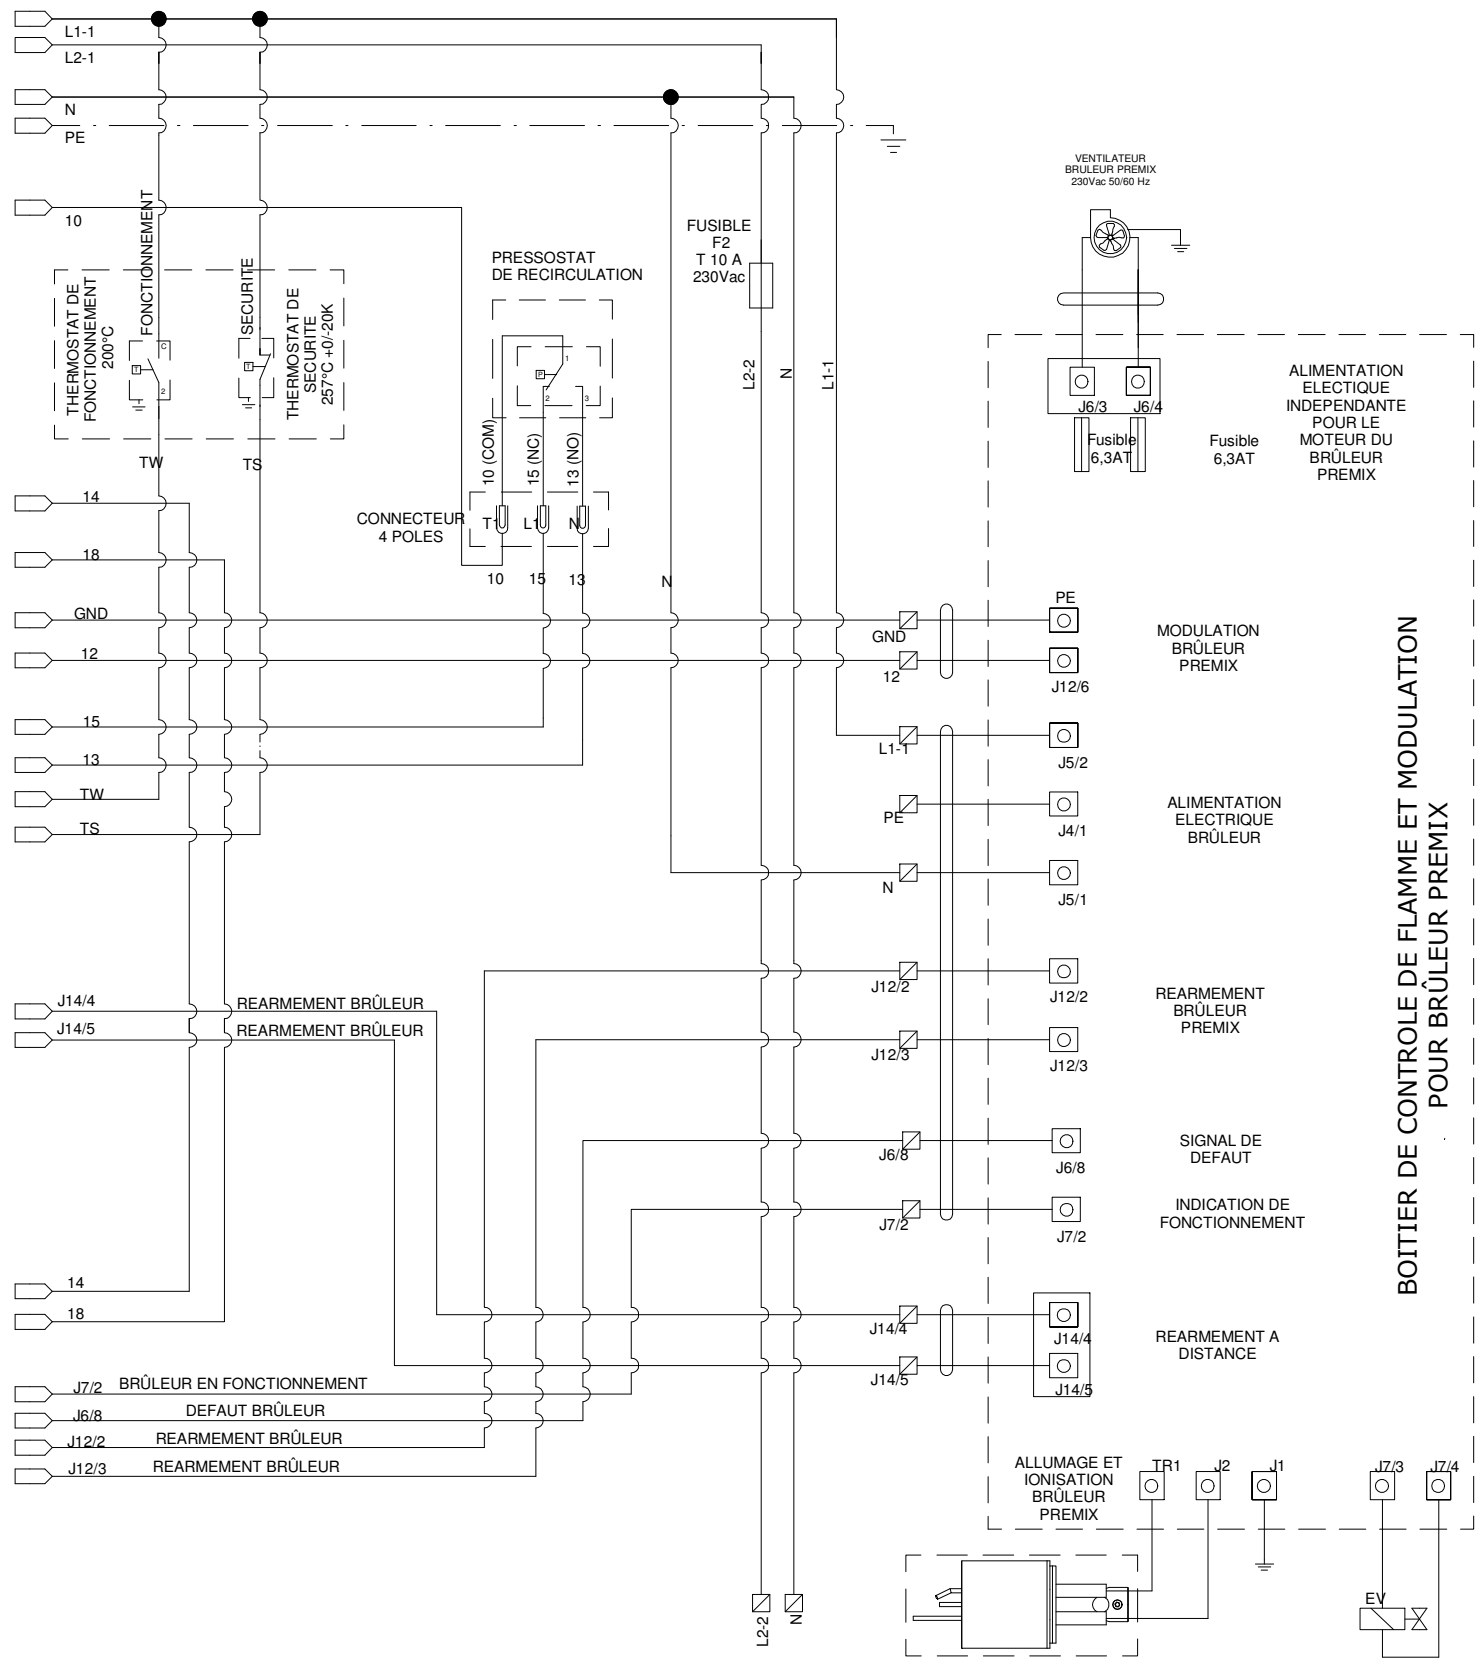 L1-1
L2-1
N
PE
10
VENTILATEUR
BRULEUR PREMIX
230Vac 50/60 Hz
FUSIBLE
F2
T 10 A
230Vac
PRESSOSTAT
DE RECIRCULATION
FONCTIONNEMENT
SECURITE
THERMOSTAT DE
FONCTIONNEMENT
200°C
THERMOSTAT DE
SECURITE
257°C +0/-20K
C
T
2
T
1
P
2
3
L2-2
N
L1-1
J6/3
J6/4
Fusible
6,3AT
Fusible
6,3AT
ALIMENTATION
ELECTIQUE
INDEPENDANTE
POUR LE
MOTEUR DU
BRÛLEUR
PREMIX
10 (COM)
15 (NC)
13 (NO)
TW
TS
CONNECTEUR
4 POLES
T1
L1
N
10
15
13
N
14
18
GND
12
15
13
TW
TS
GND
12
PE
J12/6
MODULATION
BRÛLEUR
PREMIX
L1-1
J5/2
PE
J4/1
ALIMENTATION
ELECTRIQUE
BRÛLEUR
N
J5/1
BOITIER DE CONTROLE DE FLAMME ET MODULATION
POUR BRÛLEUR PREMIX
J12/2
J12/2
REARMEMENT
BRÛLEUR
PREMIX
J12/3
J12/3
J14/4
REARMEMENT BRÛLEUR
J14/5
REARMEMENT BRÛLEUR
J6/8
J6/8
SIGNAL DE
DEFAUT
J7/2
J7/2
INDICATION DE
FONCTIONNEMENT
14
18
J14/4
J14/4
REARMEMENT A
DISTANCE
J14/5
J14/5
J7/2
BRÛLEUR EN FONCTIONNEMENT
J6/8
DEFAUT BRÛLEUR
J12/2
REARMEMENT BRÛLEUR
J12/3
REARMEMENT BRÛLEUR
ALLUMAGE ET
IONISATION
BRÛLEUR
PREMIX
TR1
J2
J1
J7/3
J7/4
L2-2
N
EV